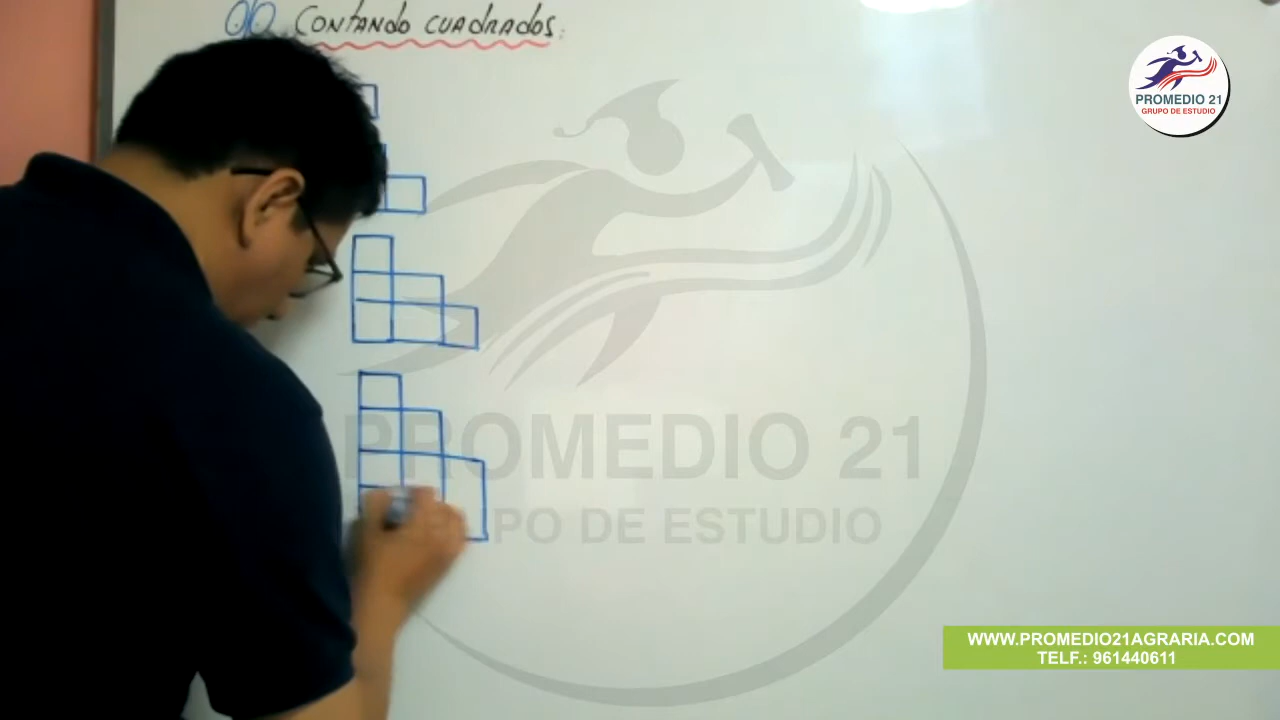 CONTANDO CUADRADOS:
PROMEDIO 21
GRUPO DE ESTUDIO
PROMEDIO 21
GRUPO DE ESTUDIO
WWW.PROMEDIO21AGRARIA.COM
TELF.: 961440611